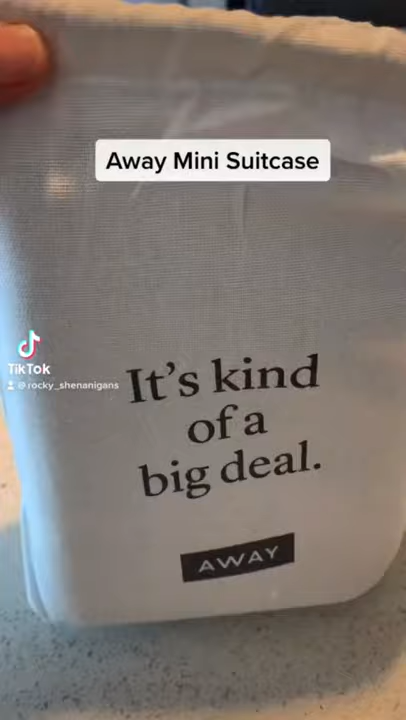 Away Mini Suitcase
TikTok
@rocky_shenanigans
It's kind
of a
big deal.
AWAY